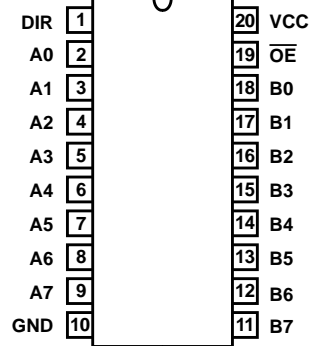 DIR 1 20 VCC
A0 2 19 O̅E̅
A1 3 18 B0
A2 4 17 B1
A3 5 16 B2
A4 6 15 B3
A5 7 14 B4
A6 8 13 B5
A7 9 12 B6
GND 10 11 B7